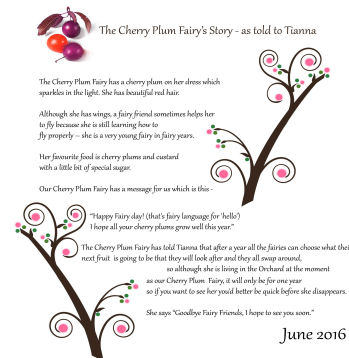 The Cherry Plum Fairy's Story - as told to Tianna
The Cherry Plum Fairy has a cherry plum on her dress which
sparkles in the light. She has beautiful red hair.
Although she has wings, a fairy friend sometimes helps her
to fly because she is still learning how to
fly properly – she is a very young fairy in fairy years.
Her favourite food is cherry plums and custard
with a little bit of special sugar.
Our Cherry Plum Fairy has a message for us which is this -
"Happy Fairy day! (that's fairy language for 'hello')
I hope all your cherry plums grow well this year."
The Cherry Plum Fairy has told Tianna that after a year all the fairies can choose what thei
next fruit is going to be that they will look after and they all swap around,
so although she is living in the Orchard at the moment
as our Cherry Plum Fairy, it will only be for one year
so if you want to see her you'd better be quick before she disappears.
She says "Goodbye Fairy Friends, I hope to see you soon."
June 2016